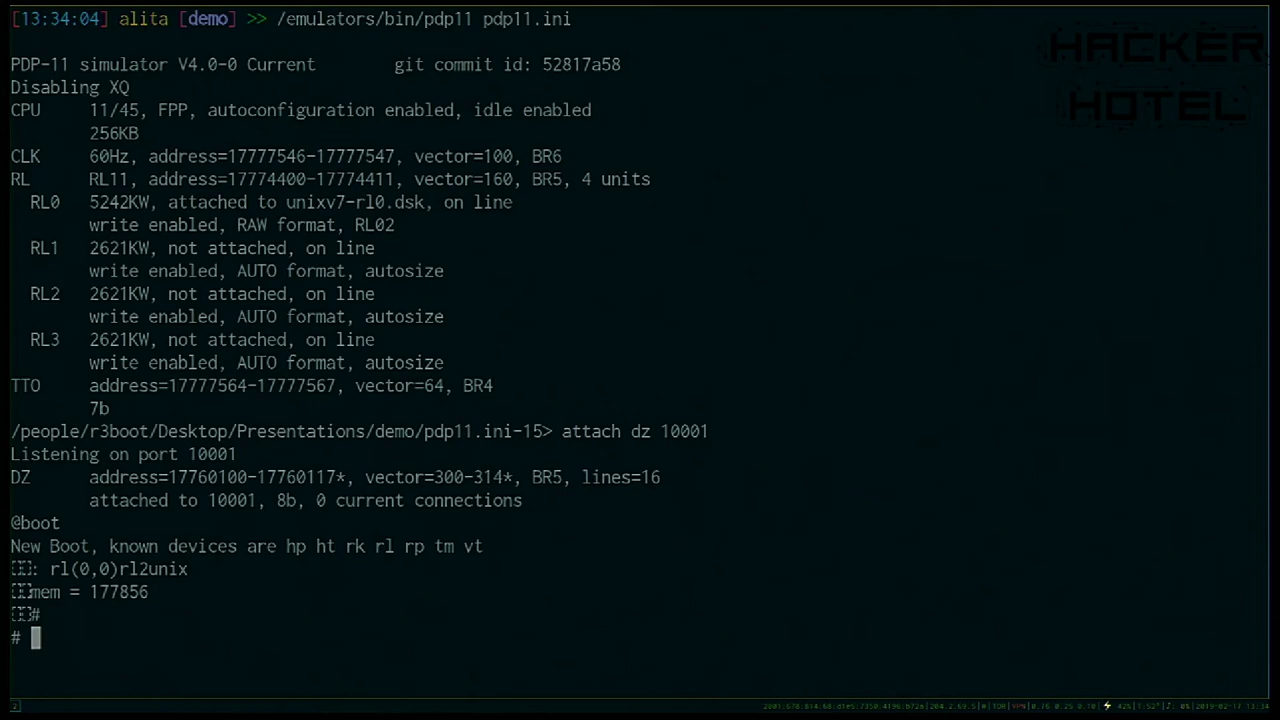 [13:34:04] alita [demo] >> /emulators/bin/pdp11 pdp11.ini
HACKER
HOTEL
PDP-11 simulator V4.0-0 Current        git commit id: 52817a58
Disabling XQ
CPU     11/45, FPP, autoconfiguration enabled, idle enabled
        256KB
CLK     60Hz, address=17777546-17777547, vector=100, BR6
RL      RL11, address=17774400-17774411, vector=160, BR5, 4 units
  RL0   5242KW, attached to unixv7-rl0.dsk, on line
        write enabled, RAW format, RL02
  RL1   2621KW, not attached, on line
        write enabled, AUTO format, autosize
  RL2   2621KW, not attached, on line
        write enabled, AUTO format, autosize
  RL3   2621KW, not attached, on line
        write enabled, AUTO format, autosize
TTO     address=17777564-17777567, vector=64, BR4
        7b
/people/r3boot/Desktop/Presentations/demo/pdp11.ini-15> attach dz 10001
Listening on port 10001
DZ      address=17760100-17760117*, vector=300-314*, BR5, lines=16
        attached to 10001, 8b, 0 current connections
@boot
New Boot, known devices are hp ht rk rl rp tm vt
: rl(0,0)rl2unix
mem = 177856
#
#